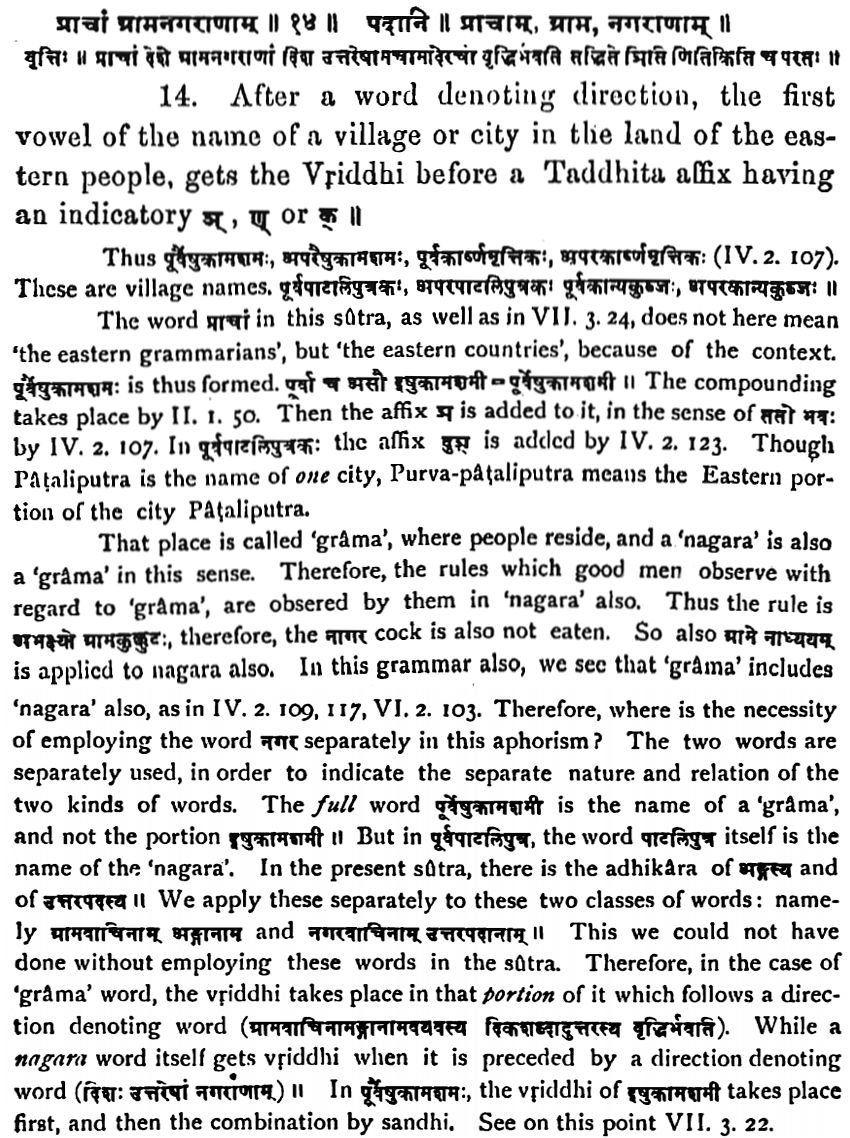 प्राचां ग्रामनगराणाम् ॥ १४ ॥ पदानि ॥ प्राचाम्, ग्राम, नगराणाम् ॥
वृत्तिः ॥ प्राचां देशे ग्रामनगराणां दिश उत्तरेषामचामादेरचा वृद्धिर्भवति तद्धिते ञिति णितिकिति च परतः ॥
14. After a word denoting direction, the first
vowel of the name of a village or city in the land of the eas-
tern people, gets the Vṛiddhi before a Taddhita affix having
an indicatory ञ्, ण् or क् ॥
Thus पूर्वैषुकामशमः, अपरैषुकामशमः, पूर्वकार्ष्णमृत्तिकः, अपरकार्ष्णमृत्तिकः (IV. 2. 107).
These are village names. पूर्वपाटलिपुत्रकः, अपरपाटलिपुत्रकः पूर्वकान्यकुब्जः, अपरकान्यकुब्जः ॥
The word प्राचां in this sûtra, as well as in VII. 3. 24, does not here mean
'the eastern grammarians', but 'the eastern countries', because of the context.
पूर्वैषुकामशमः is thus formed. पूर्वा च असौ इषुकामशमी = पूर्वेषुकामशमी ॥ The compounding
takes place by II. 1. 50. Then the affix ञ is added to it, in the sense of ततो भवः
by IV. 2. 107. In पूर्वपाटलिपुत्रकः the affix वुञ् is added by IV. 2. 123. Though
Pâṭaliputra is the name of one city, Purva-pâṭaliputra means the Eastern por-
tion of the city Pâṭaliputra.
That place is called 'grâma', where people reside, and a 'nagara' is also
a 'grâma' in this sense. Therefore, the rules which good men observe with
regard to 'grâma', are obsered by them in 'nagara' also. Thus the rule is
अभक्ष्यो ग्रामकुक्कुटः, therefore, the नागर cock is also not eaten. So also ग्रामे नाध्ययम्
is applied to nagara also. In this grammar also, we see that 'grâma' includes
'nagara' also, as in IV. 2. 109, 117, VI. 2. 103. Therefore, where is the necessity
of employing the word नगर separately in this aphorism? The two words are
separately used, in order to indicate the separate nature and relation of the
two kinds of words. The full word पूर्वेषुकामशमी is the name of a 'grâma',
and not the portion इषुकामशमी ॥ But in पूर्वपाटलिपुत्र, the word पाटलिपुत्र itself is the
name of the 'nagara'. In the present sûtra, there is the adhikâra of अङ्गस्य and
of उत्तरपदस्य ॥ We apply these separately to these two classes of words: name-
ly ग्रामवाचिनाम् अङ्गानाम and नगरवाचिनाम् उत्तरपदानाम् ॥ This we could not have
done without employing these words in the sûtra. Therefore, in the case of
'grâma' word, the vṛiddhi takes place in that portion of it which follows a direc-
tion denoting word (ग्रामवाचिनामङ्गानामवयवस्य दिकशब्दादुत्तरस्य वृद्धिर्भवति). While a
nagara word itself gets vṛiddhi when it is preceded by a direction denoting
word (दिशः उत्तरेषां नगराणाम्) ॥ In पूर्वैषुकामशमः, the vṛiddhi of इषुकामशमी takes place
first, and then the combination by sandhi. See on this point VII. 3. 22.